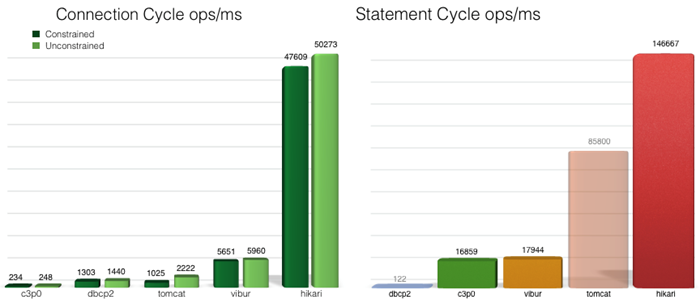 Connection Cycle ops/ms
Constrained
Unconstrained
234 248 1303 1440 1025 2222 5651 5960 47609 50273
c3p0 dbcp2 tomcat vibur hikari
Statement Cycle ops/ms
122 16859 17944 85800 146667
dbcp2 c3p0 vibur tomcat hikari